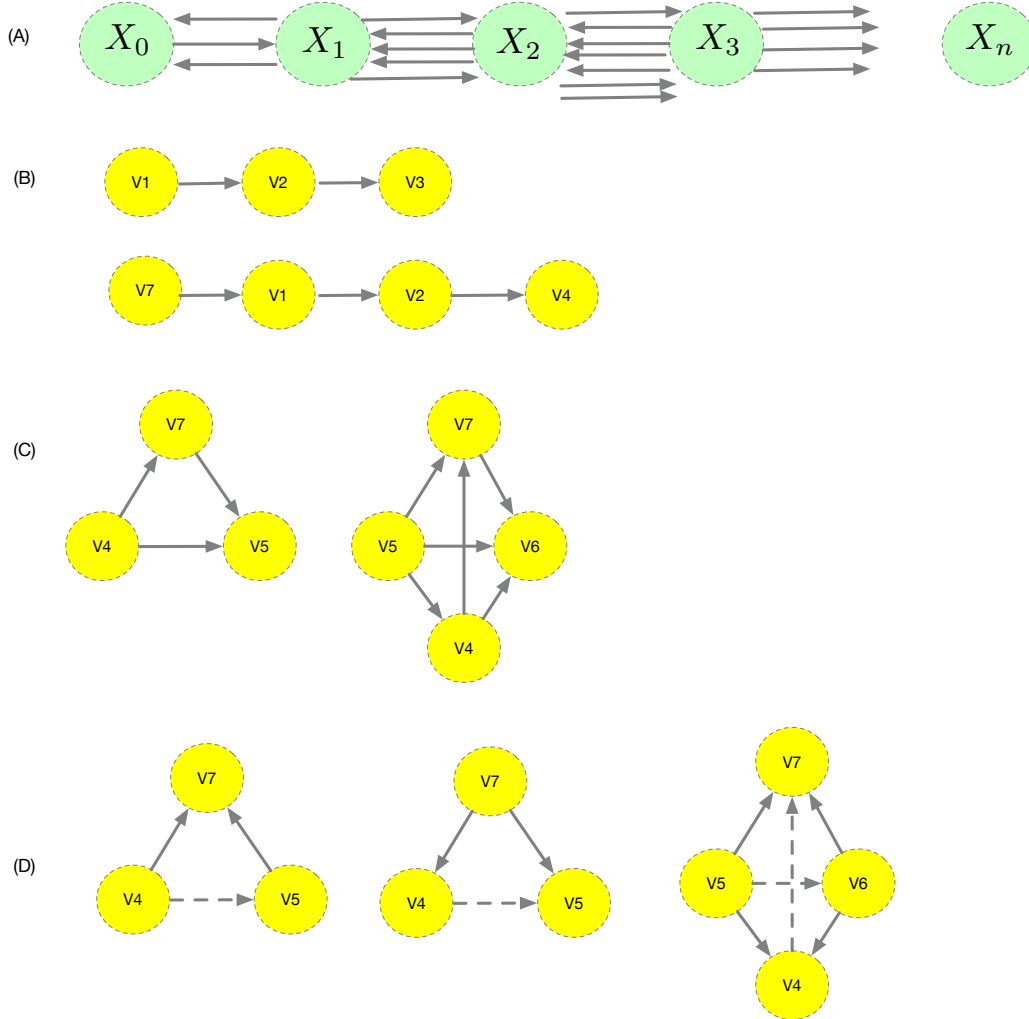 (A) X₀ X₁ X₂ X₃ Xₙ
(B)
V1 V2 V3
V7 V1 V2 V4
(C)
V7 V7
V4 V5 V5 V6
V4
(D)
V7 V7 V7
V4 V5 V4 V5 V5 V6
V4